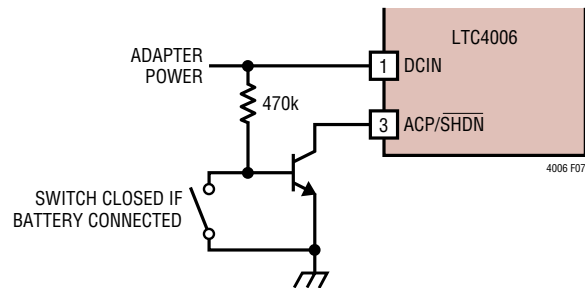 LTC4006
ADAPTER
POWER
1 DCIN
470k
3 ACP/SHDN
4006 F07
SWITCH CLOSED IF
BATTERY CONNECTED